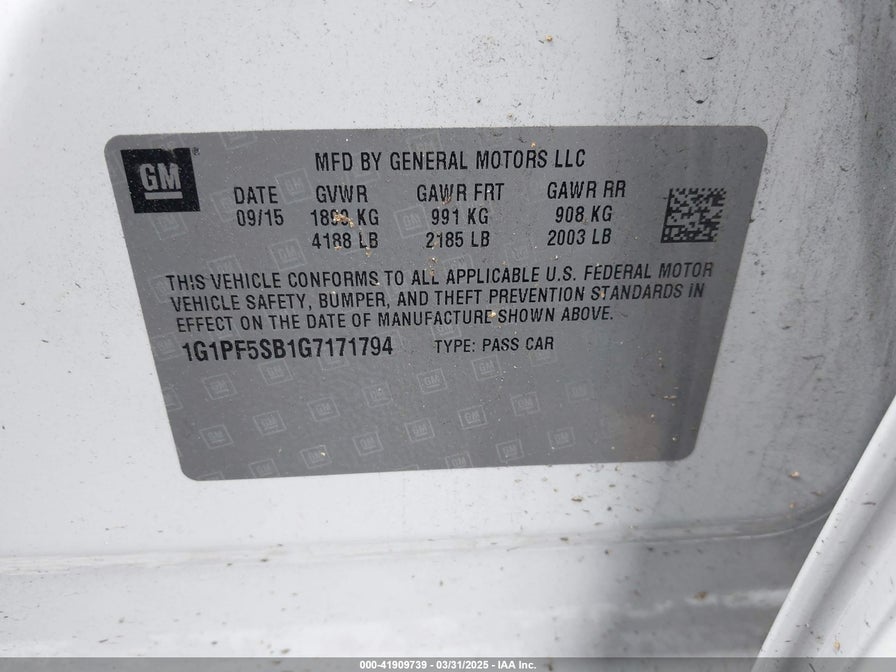 GM
MFD BY GENERAL MOTORS LLC
DATE GVWR GAWR FRT GAWR RR
09/15 KG 991 KG 908 KG
4188 LB 2185 LB 2003 LB
THIS VEHICLE CONFORMS TO ALL APPLICABLE U.S. FEDERAL MOTOR
VEHICLE SAFETY, BUMPER, AND THEFT PREVENTION STANDARDS IN
EFFECT ON THE DATE OF MANUFACTURE SHOWN ABOVE.
1G1PF5SB1G7171794 TYPE: PASS CAR
000-41909739 - 03/31/2025 - IAA Inc.